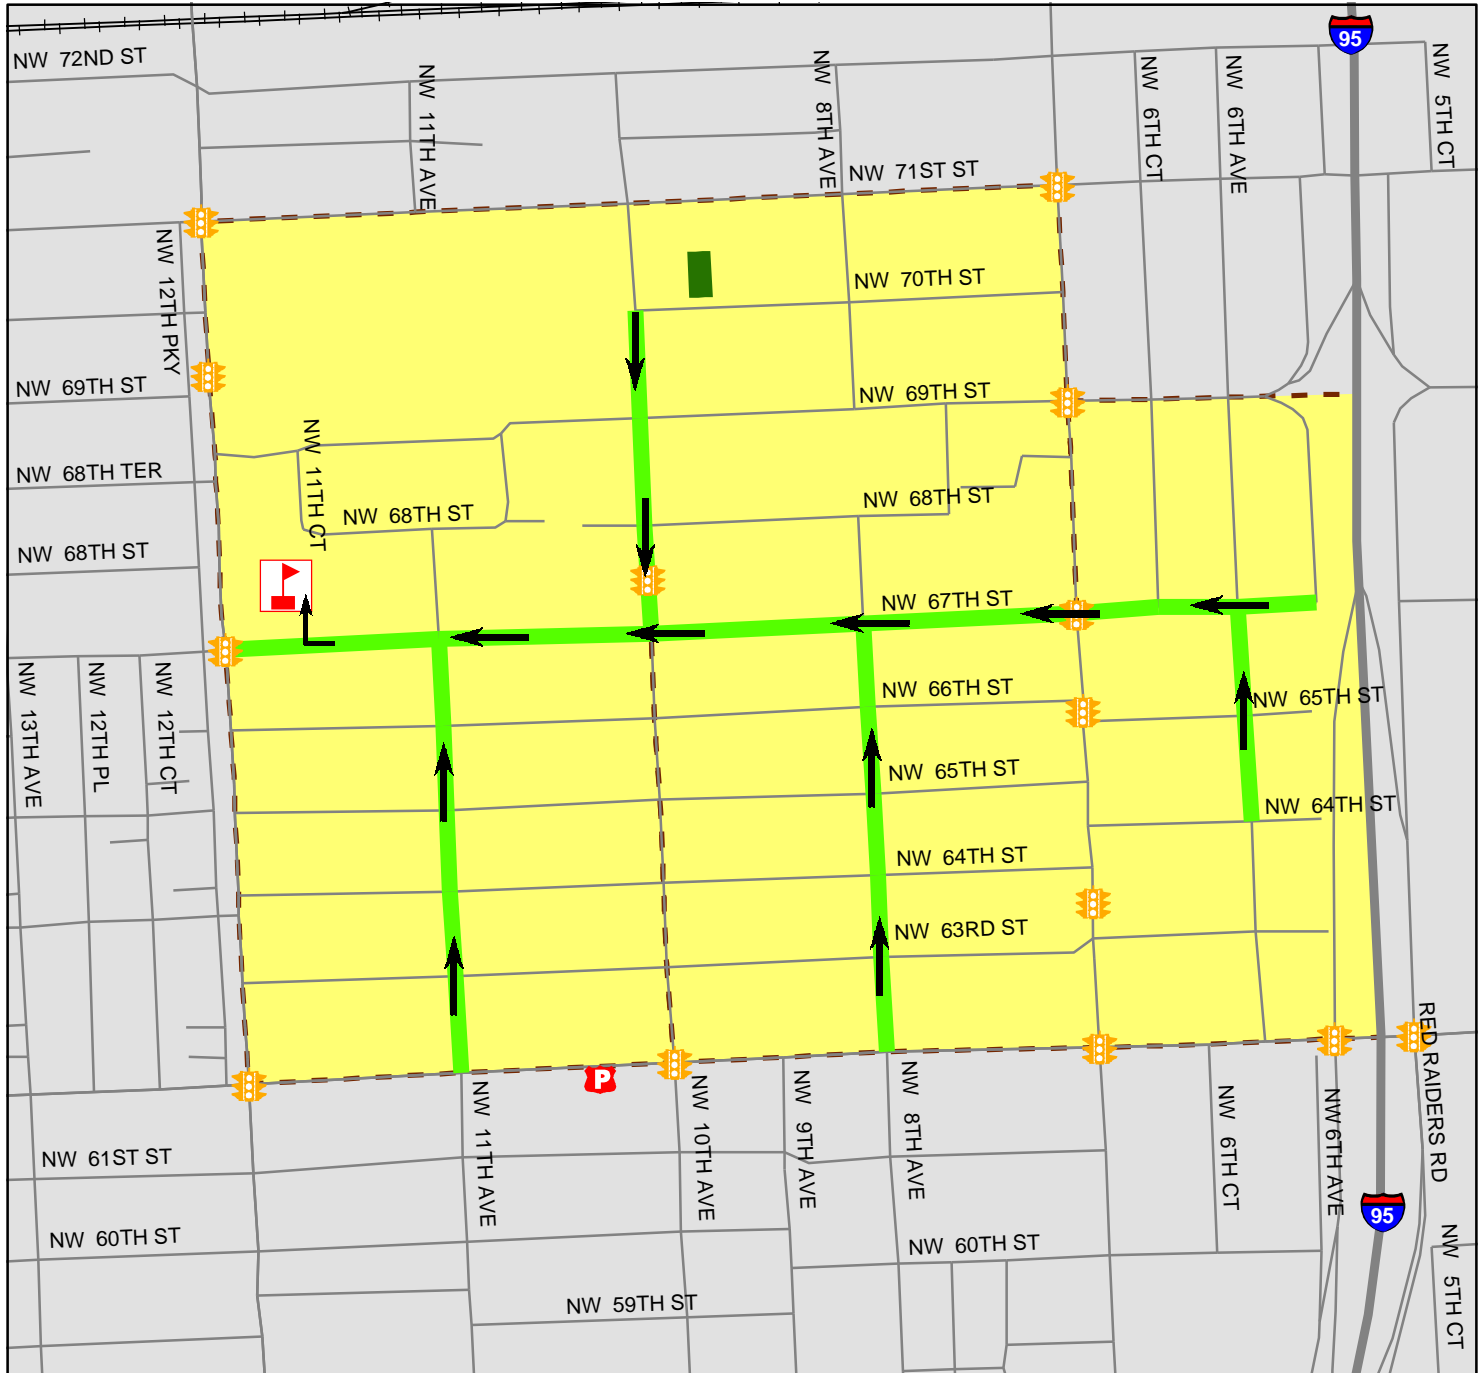 95
NW 72ND ST
NW 11TH AVE
NW 8TH AVE
NW 6TH CT
NW 6TH AVE
NW 5TH CT
NW 71ST ST
NW 12TH PKY
NW 70TH ST
NW 69TH ST
NW 69TH ST
NW 11TH CT
NW 68TH TER
NW 68TH ST
NW 68TH ST
NW 68TH ST
NW 67TH ST
NW 13TH AVE
NW 12TH PL
NW 12TH CT
NW 66TH ST
NW 65TH ST
NW 65TH ST
NW 64TH ST
NW 64TH ST
NW 63RD ST
RED RAIDERS RD
P
NW 11TH AVE
NW 10TH AVE
NW 9TH AVE
NW 8TH AVE
NW 6TH CT
NW 6TH AVE
NW 61ST ST
95
NW 60TH ST
NW 60TH ST
NW 5TH CT
NW 59TH ST